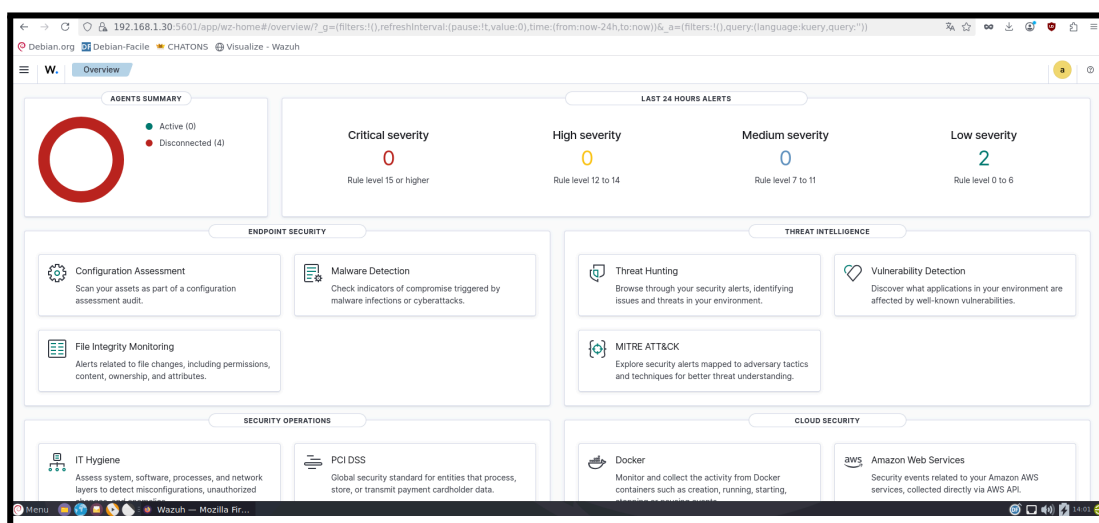 192.168.1.30:5601/app/wz-home#/overview/?_g=(filters:!(),refreshInterval:(pause:!t,value:0),time:(from:now-24h,to:now))&_a=(filters:!(),query:(language:kuery,query:''))
Debian.org Debian-Facile CHATONS Visualize - Wazuh
W. Overview a
AGENTS SUMMARY
Active (0)
Disconnected (4)
LAST 24 HOURS ALERTS
Critical severity High severity Medium severity Low severity
0 0 0 2
Rule level 15 or higher Rule level 12 to 14 Rule level 7 to 11 Rule level 0 to 6
ENDPOINT SECURITY
Configuration Assessment
Scan your assets as part of a configuration
assessment audit.
Malware Detection
Check indicators of compromise triggered by
malware infections or cyberattacks.
File Integrity Monitoring
Alerts related to file changes, including permissions,
content, ownership, and attributes.
THREAT INTELLIGENCE
Threat Hunting
Browse through your security alerts, identifying
issues and threats in your environment.
Vulnerability Detection
Discover what applications in your environment are
affected by well-known vulnerabilities.
MITRE ATT&CK
Explore security alerts mapped to adversary tactics
and techniques for better threat understanding.
SECURITY OPERATIONS
IT Hygiene
Assess system, software, processes, and network
layers to detect misconfigurations, unauthorized
PCI DSS
Global security standard for entities that process,
store, or transmit payment cardholder data.
CLOUD SECURITY
Docker
Monitor and collect the activity from Docker
containers such as creation, running, starting,
aws
Amazon Web Services
Security events related to your Amazon AWS
services, collected directly via AWS API.
Menu Wazuh — Mozilla Fir... 14:01